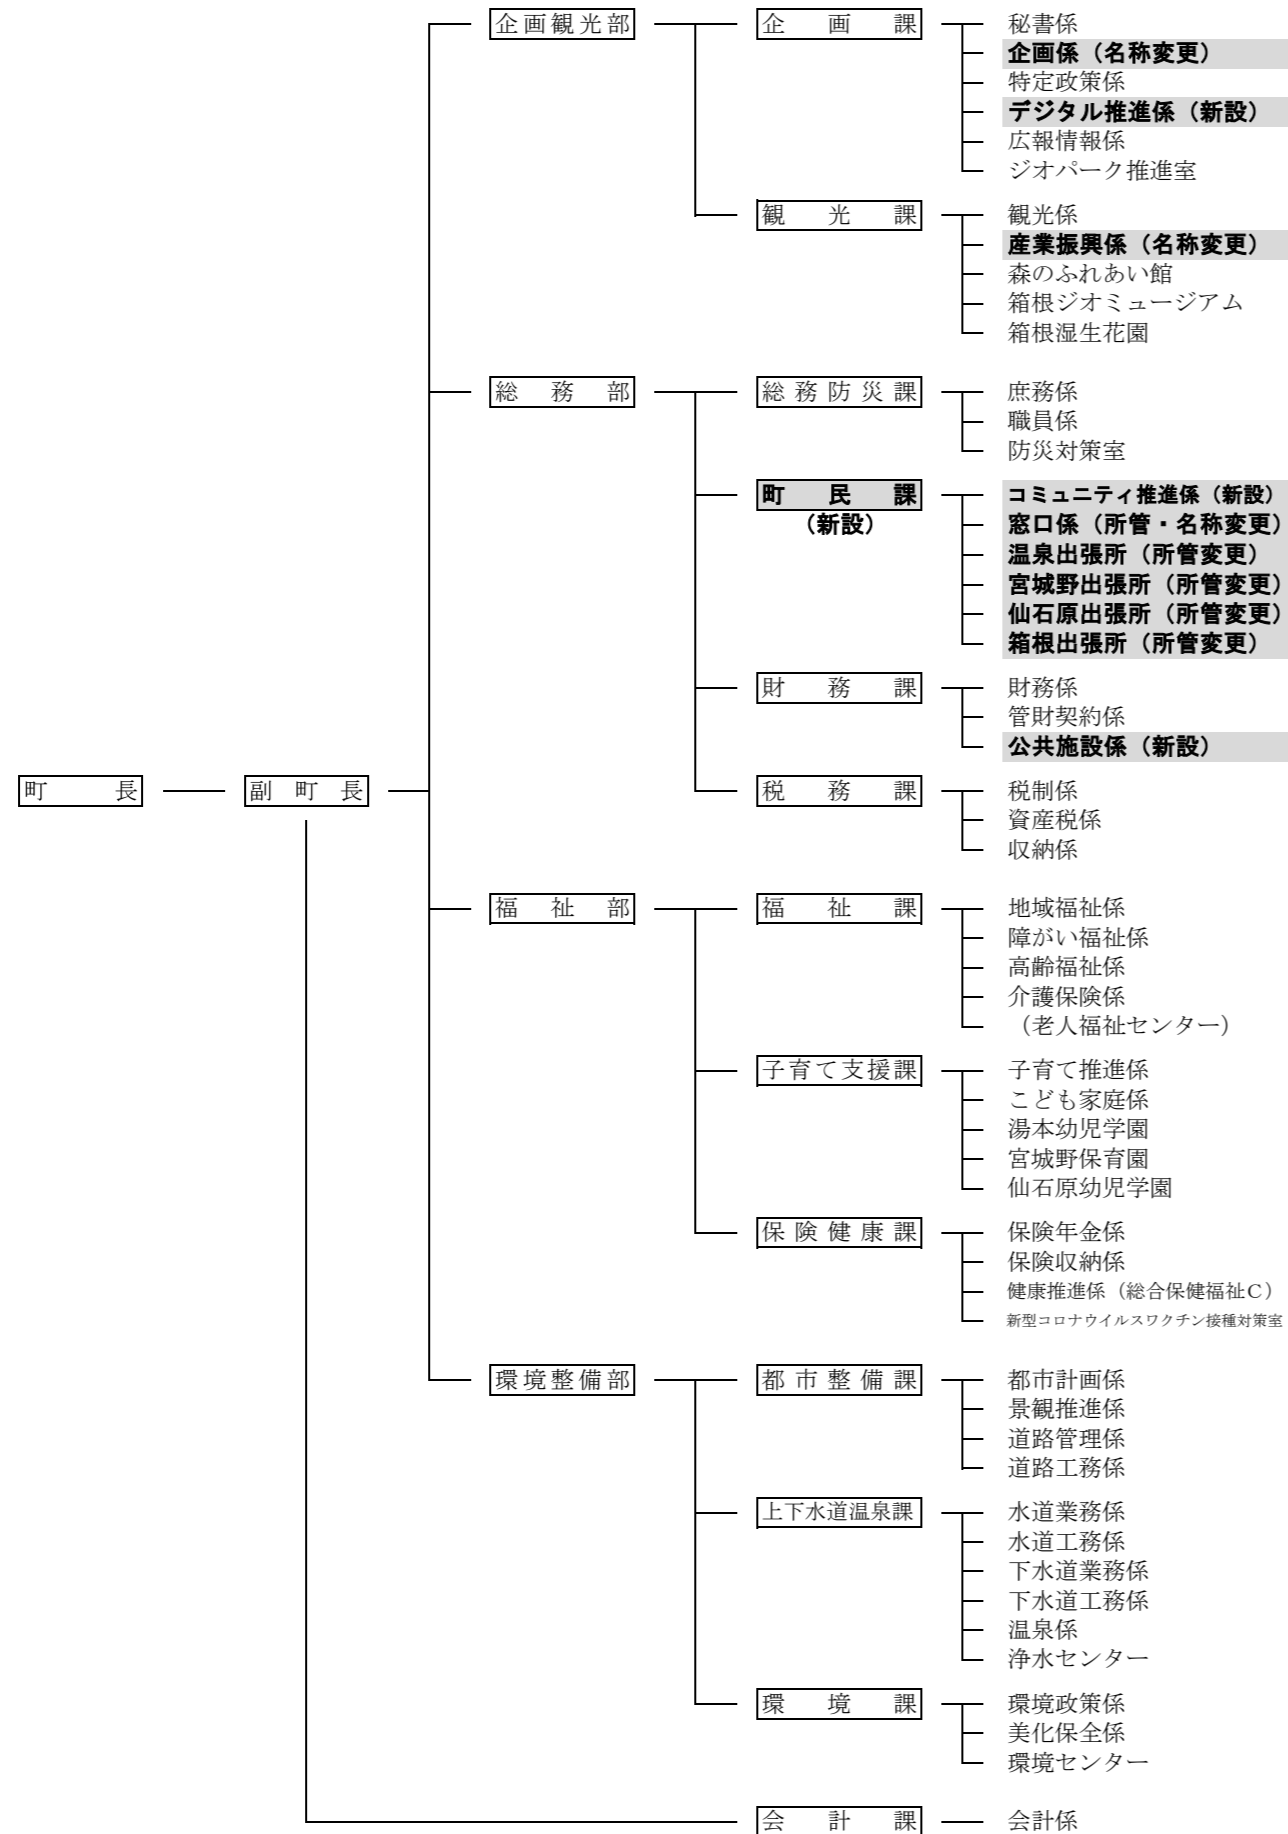 企画観光部 企画課 秘書係
企画係（名称変更）
特定政策係
デジタル推進係（新設）
広報情報係
ジオパーク推進室
観光課 観光係
産業振興係（名称変更）
森のふれあい館
箱根ジオミュージアム
箱根湿生花園
総務部 総務防災課 庶務係
職員係
防災対策室
町民課 コミュニティ推進係（新設）
（新設） 窓口係（所管・名称変更）
温泉出張所（所管変更）
宮城野出張所（所管変更）
仙石原出張所（所管変更）
箱根出張所（所管変更）
財務課 財務係
管財契約係
公共施設係（新設）
町長 副町長 税務課 税制係
資産税係
収納係
福祉部 福祉課 地域福祉係
障がい福祉係
高齢福祉係
介護保険係
（老人福祉センター）
子育て支援課 子育て推進係
こども家庭係
湯本幼児学園
宮城野保育園
仙石原幼児学園
保険健康課 保険年金係
保険収納係
健康推進係（総合保健福祉C）
新型コロナウイルスワクチン接種対策室
環境整備部 都市整備課 都市計画係
景観推進係
道路管理係
道路工務係
上下水道温泉課 水道業務係
水道工務係
下水道業務係
下水道工務係
温泉係
浄水センター
環境課 環境政策係
美化保全係
環境センター
会計課 会計係